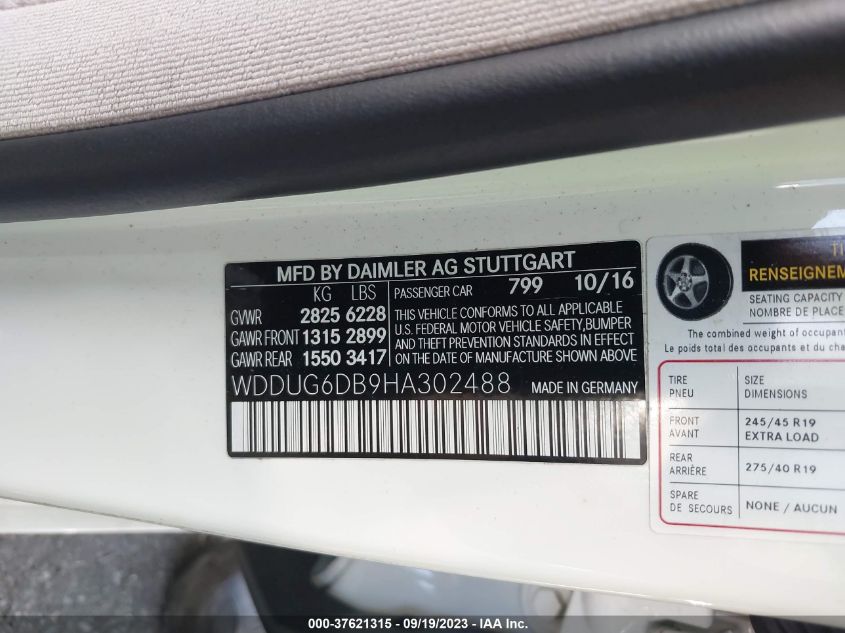 MFD BY DAIMLER AG STUTTGART
KG LBS
GVWR 2825 6228
GAWR FRONT 1315 2899
GAWR REAR 1550 3417
PASSENGER CAR 799 10/16
THIS VEHICLE CONFORMS TO ALL APPLICABLE
U.S. FEDERAL MOTOR VEHICLE SAFETY,BUMPER
AND THEFT PREVENTION STANDARDS IN EFFECT
ON THE DATE OF MANUFACTURE SHOWN ABOVE
WDDUG6DB9HA302488 MADE IN GERMANY
RENSEIGNEM
SEATING CAPACITY
NOMBRE DE PLACE
The combined weight of occupant
Le poids total des occupants et du cha
TIRE SIZE
PNEU DIMENSIONS
FRONT 245/45 R19
AVANT EXTRA LOAD
REAR 275/40 R19
ARRIÈRE
SPARE NONE / AUCUN
DE SECOURS
000-37621315 - 09/19/2023 - IAA Inc.